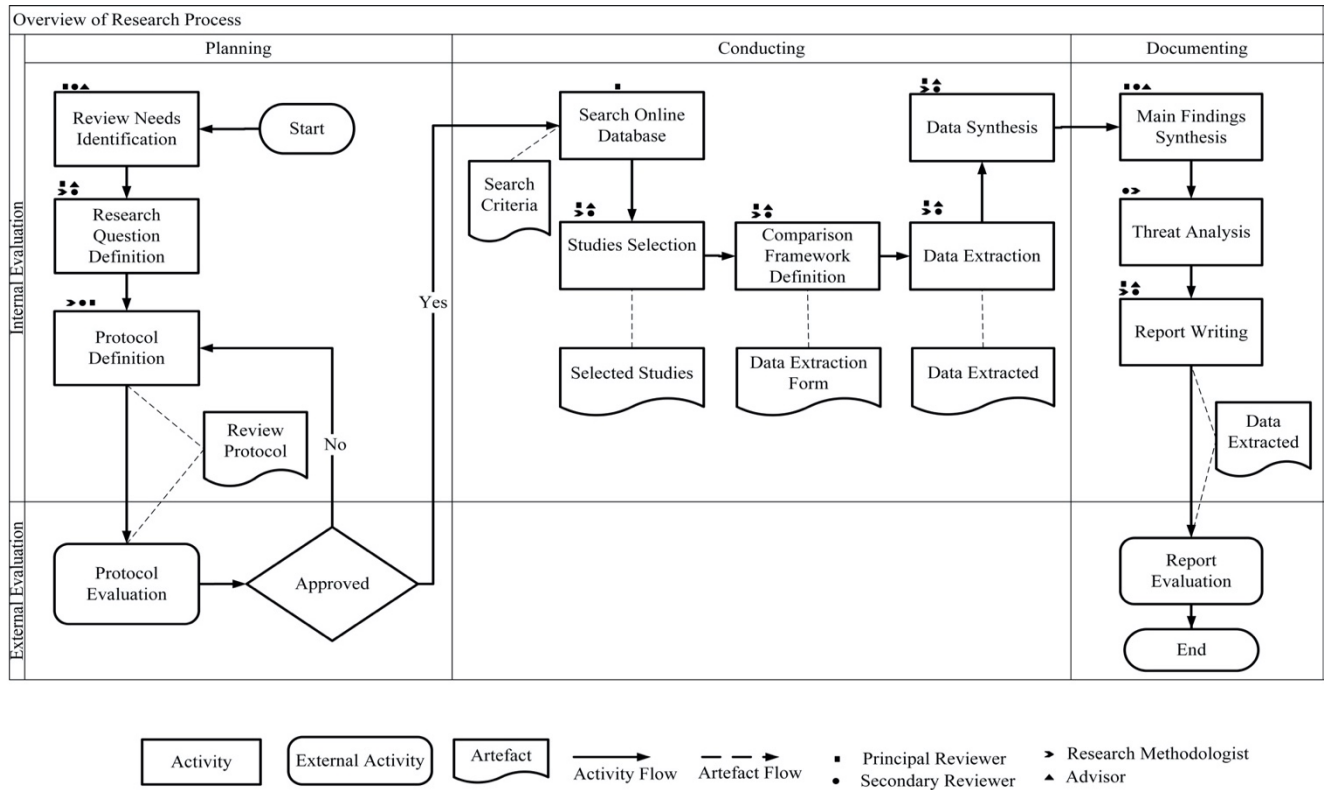 Overview of Research Process
Planning
Conducting
Documenting
Internal Evaluation
External Evaluation
Review Needs
Identification
Start
Research
Question
Definition
Protocol
Definition
Review
Protocol
No
Yes
Protocol
Evaluation
Approved
Search Online
Database
Search
Criteria
Studies Selection
Selected Studies
Comparison
Framework
Definition
Data Extraction
Form
Data Synthesis
Data Extraction
Data Extracted
Main Findings
Synthesis
Threat Analysis
Report Writing
Data
Extracted
Report
Evaluation
End
Activity
External Activity
Artefact
Activity Flow
Artefact Flow
Principal Reviewer
Secondary Reviewer
Research Methodologist
Advisor